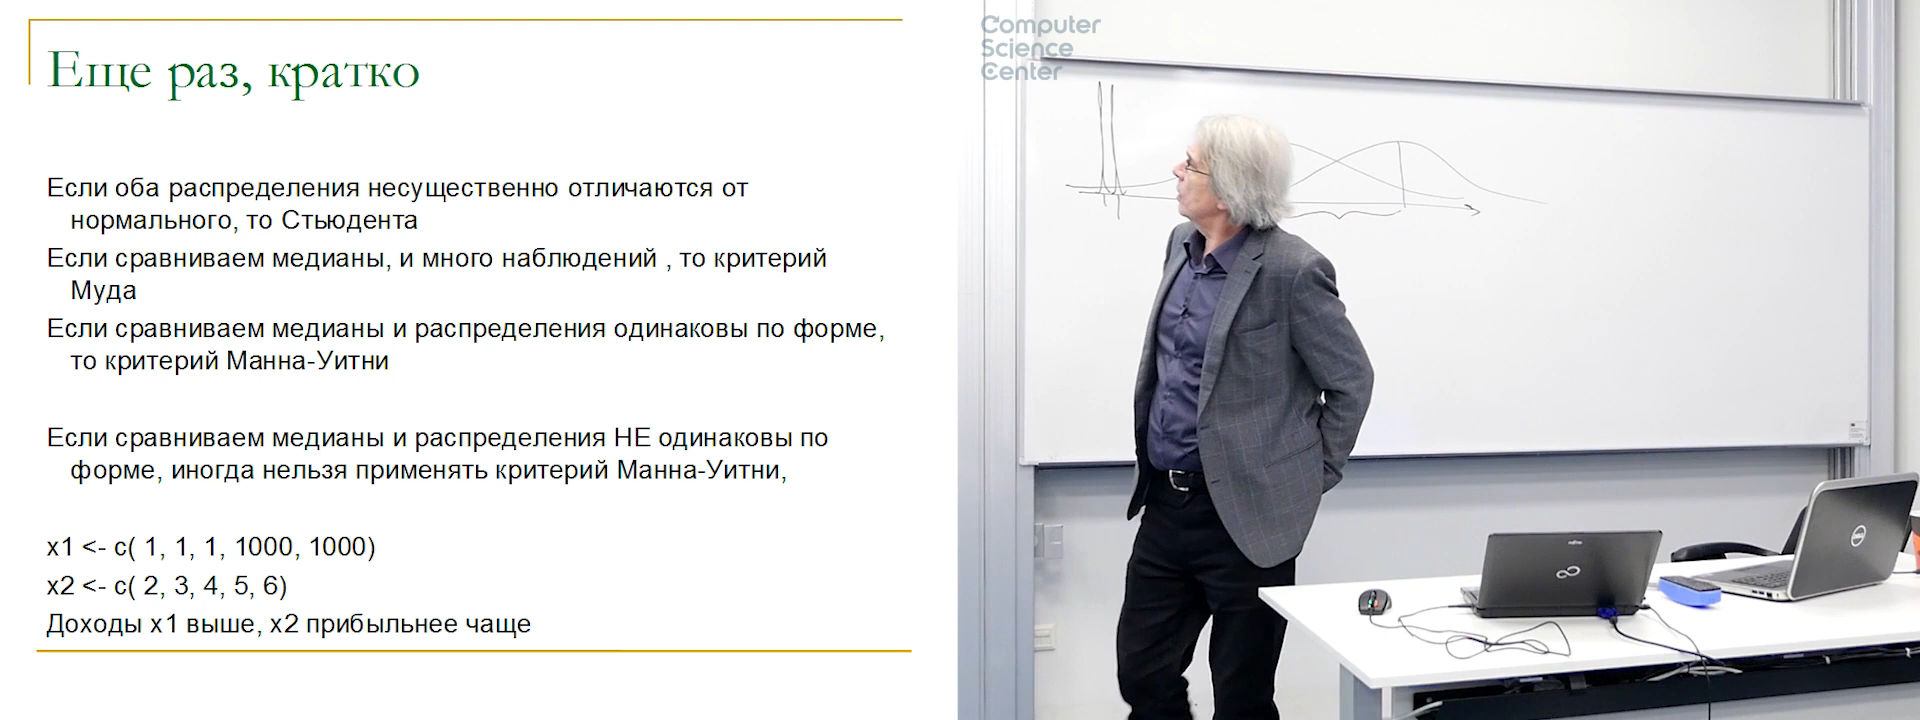 Еще раз, кратко
Если оба распределения несущественно отличаются от
нормального, то Стьюдента
Если сравниваем медианы, и много наблюдений , то критерий
Муда
Если сравниваем медианы и распределения одинаковы по форме,
то критерий Манна-Уитни
Если сравниваем медианы и распределения НЕ одинаковы по
форме, иногда нельзя применять критерий Манна-Уитни,
x1 <- c( 1, 1, 1, 1000, 1000)
x2 <- c( 2, 3, 4, 5, 6)
Доходы x1 выше, x2 прибыльнее чаще
Computer
Science
Center